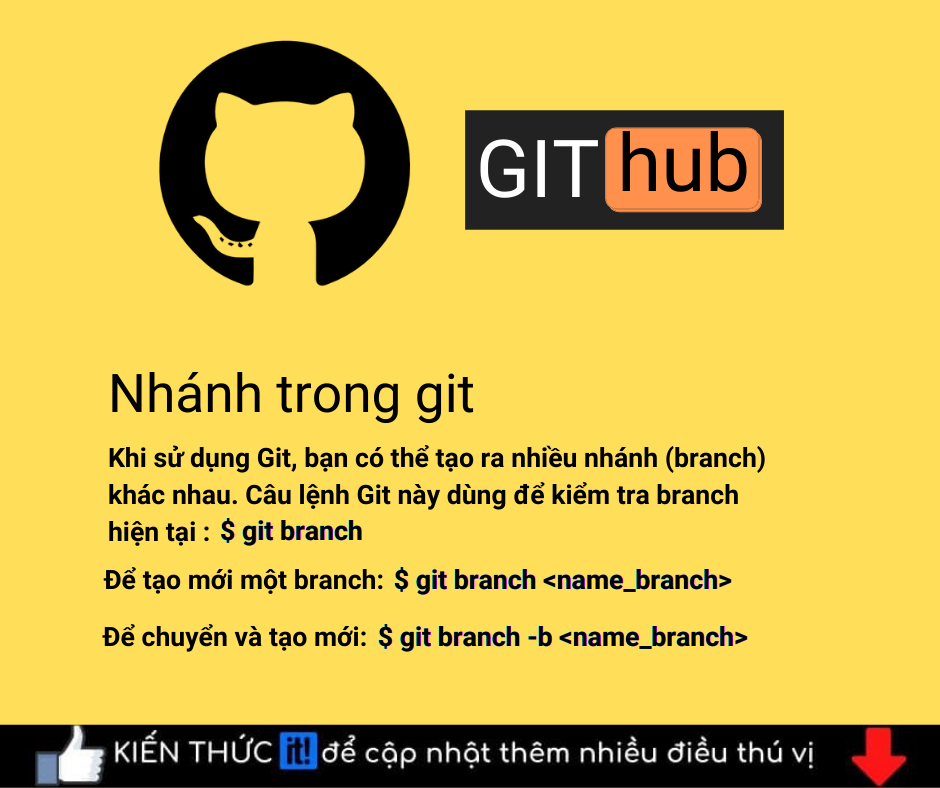 GIT hub
Nhánh trong git
Khi sử dụng Git, bạn có thể tạo ra nhiều nhánh (branch)
khác nhau. Câu lệnh Git này dùng để kiểm tra branch
hiện tại : $ git branch
Để tạo mới một branch: $ git branch <name_branch>
Để chuyển và tạo mới: $ git branch -b <name_branch>
KIẾN THỨC it! để cập nhật thêm nhiều điều thú vị